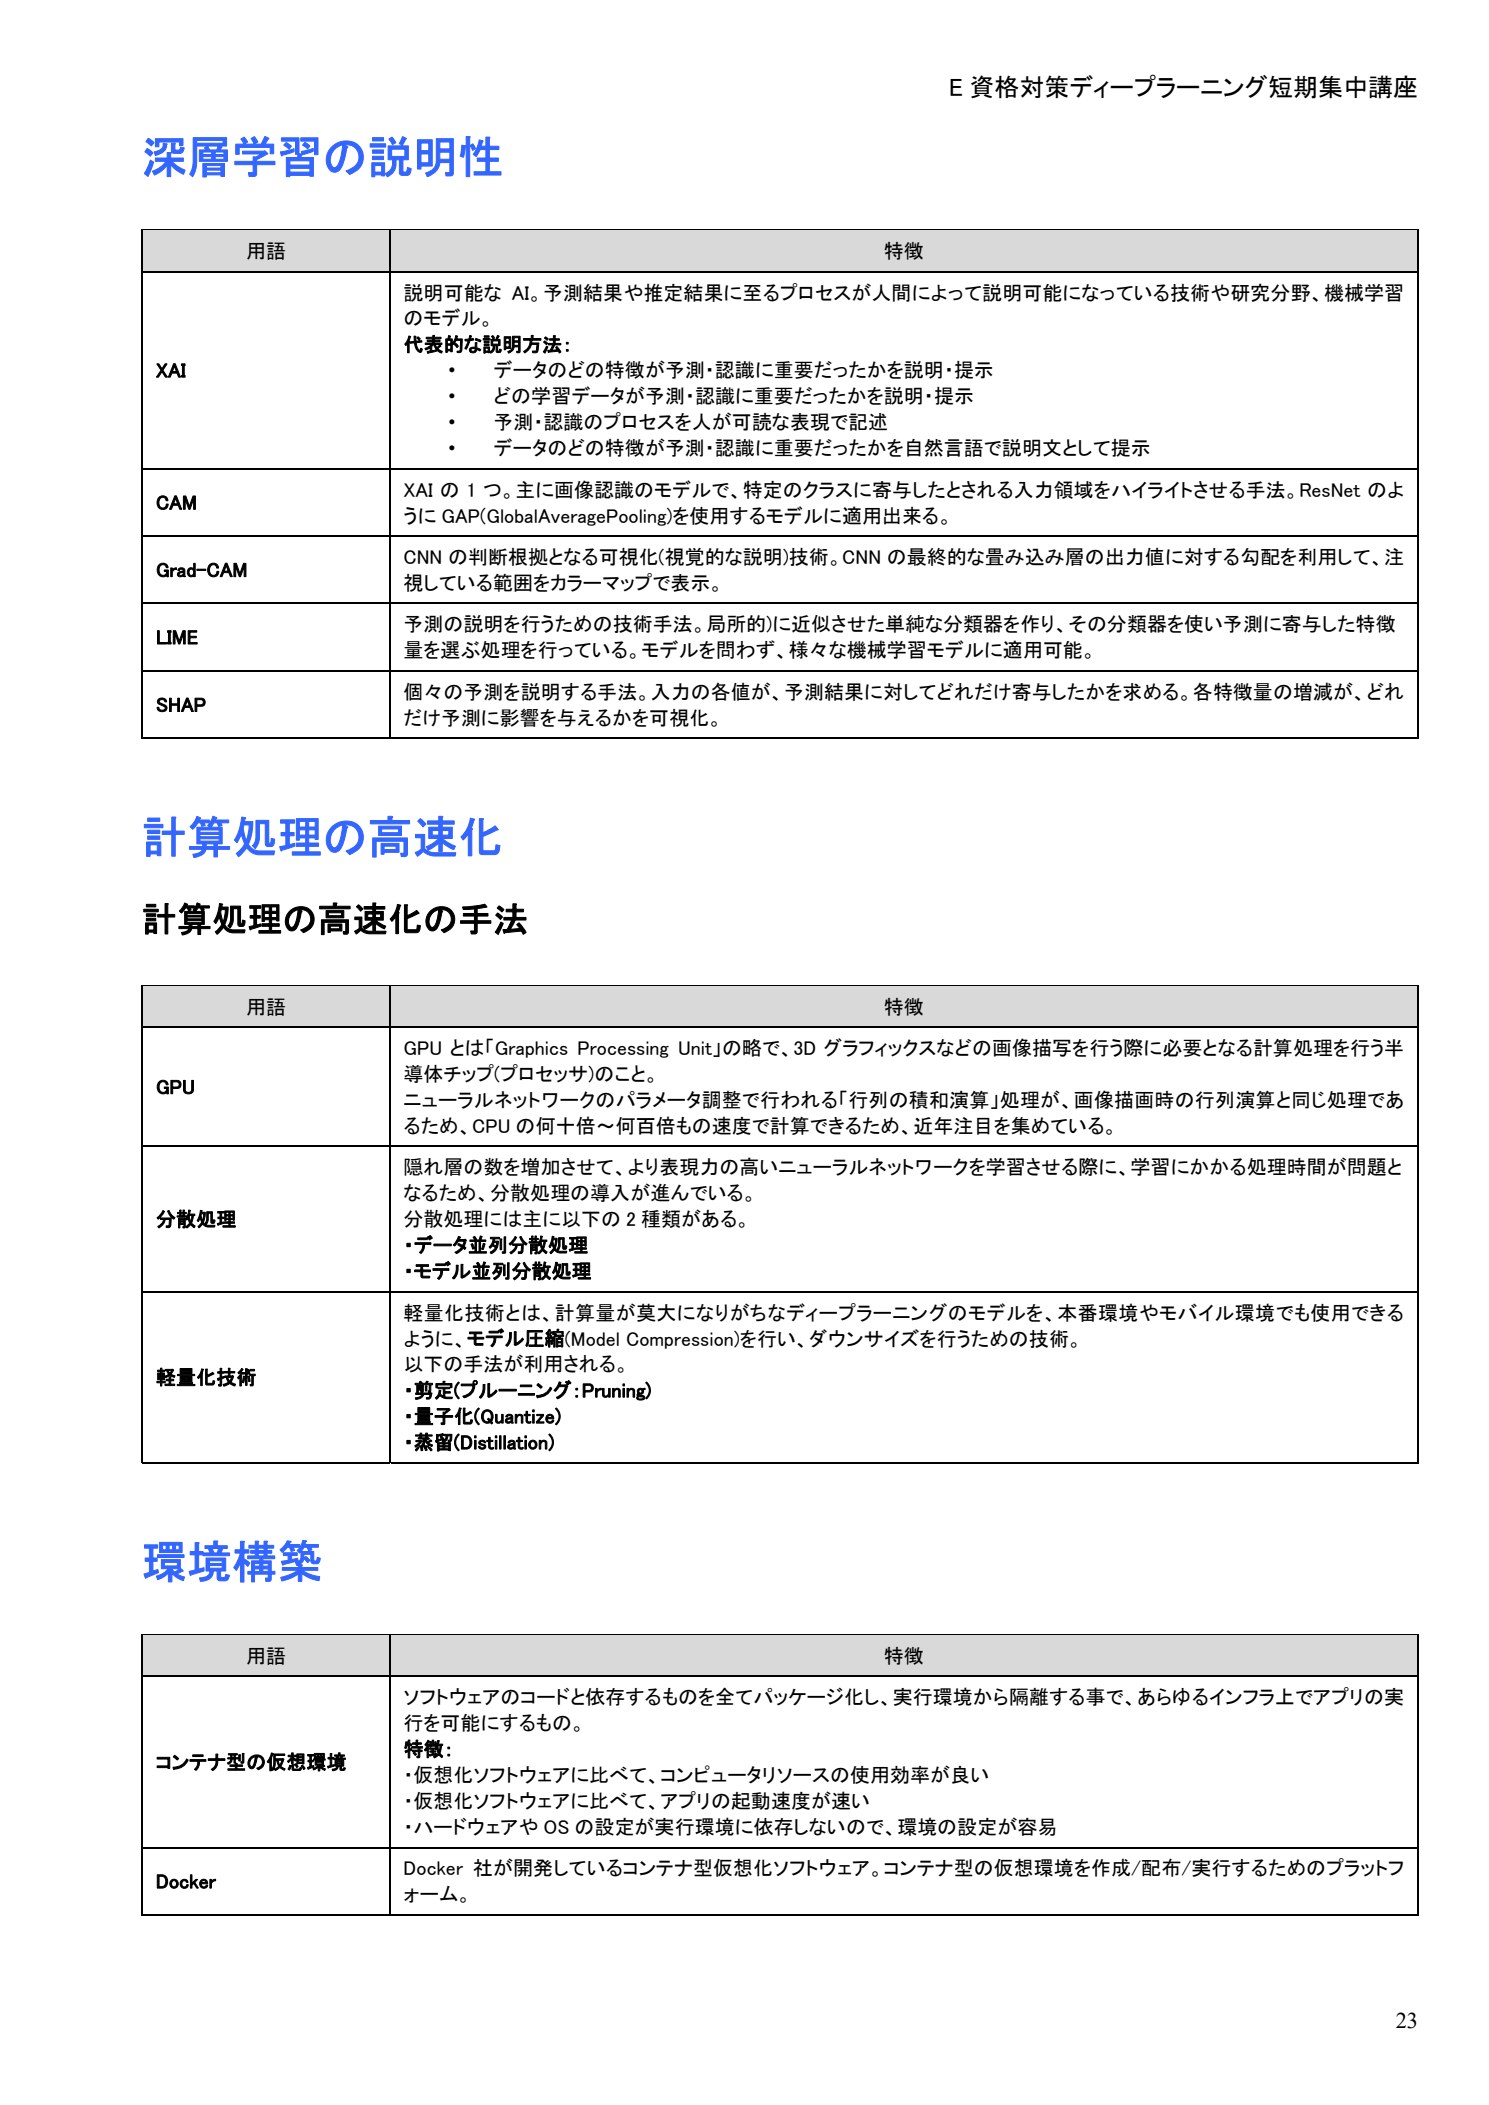 E 資格対策ディープラーニング短期集中講座
深層学習の説明性
用語 特徴
XAI
説明可能な AI。予測結果や推定結果に至るプロセスが人間によって説明可能になっている技術や研究分野、機械学習
のモデル。
代表的な説明方法:
・ データのどの特徴が予測・認識に重要だったかを説明・提示
・ どの学習データが予測・認識に重要だったかを説明・提示
・ 予測・認識のプロセスを人が可読な表現で記述
・ データのどの特徴が予測・認識に重要だったかを自然言語で説明文として提示
CAM
XAI の 1 つ。主に画像認識のモデルで、特定のクラスに寄与したとされる入力領域をハイライトさせる手法。ResNet のよ
うに GAP(GlobalAveragePooling)を使用するモデルに適用出来る。
Grad-CAM
CNN の判断根拠となる可視化(視覚的な説明)技術。CNN の最終的な畳み込み層の出力値に対する勾配を利用して、注
視している範囲をカラーマップで表示。
LIME
予測の説明を行うための技術手法。局所的)に近似させた単純な分類器を作り、その分類器を使い予測に寄与した特徴
量を選ぶ処理を行っている。モデルを問わず、様々な機械学習モデルに適用可能。
SHAP
個々の予測を説明する手法。入力の各値が、予測結果に対してどれだけ寄与したかを求める。各特徴量の増減が、どれ
だけ予測に影響を与えるかを可視化。
計算処理の高速化
計算処理の高速化の手法
用語 特徴
GPU
GPU とは「Graphics Processing Unit」の略で、3D グラフィックスなどの画像描写を行う際に必要となる計算処理を行う半
導体チップ(プロセッサ)のこと。
ニューラルネットワークのパラメータ調整で行われる「行列の積和演算」処理が、画像描画時の行列演算と同じ処理であ
るため、CPU の何十倍～何百倍もの速度で計算できるため、近年注目を集めている。
分散処理
隠れ層の数を増加させて、より表現力の高いニューラルネットワークを学習させる際に、学習にかかる処理時間が問題と
なるため、分散処理の導入が進んでいる。
分散処理には主に以下の 2 種類がある。
・データ並列分散処理
・モデル並列分散処理
軽量化技術
軽量化技術とは、計算量が莫大になりがちなディープラーニングのモデルを、本番環境やモバイル環境でも使用できる
ように、モデル圧縮(Model Compression)を行い、ダウンサイズを行うための技術。
以下の手法が利用される。
・剪定(プルーニング:Pruning)
・量子化(Quantize)
・蒸留(Distillation)
環境構築
用語 特徴
コンテナ型の仮想環境
ソフトウェアのコードと依存するものを全てパッケージ化し、実行環境から隔離する事で、あらゆるインフラ上でアプリの実
行を可能にするもの。
特徴:
・仮想化ソフトウェアに比べて、コンピュータリソースの使用効率が良い
・仮想化ソフトウェアに比べて、アプリの起動速度が速い
・ハードウェアや OS の設定が実行環境に依存しないので、環境の設定が容易
Docker
Docker 社が開発しているコンテナ型仮想化ソフトウェア。コンテナ型の仮想環境を作成/配布/実行するためのプラットフ
ォーム。
23